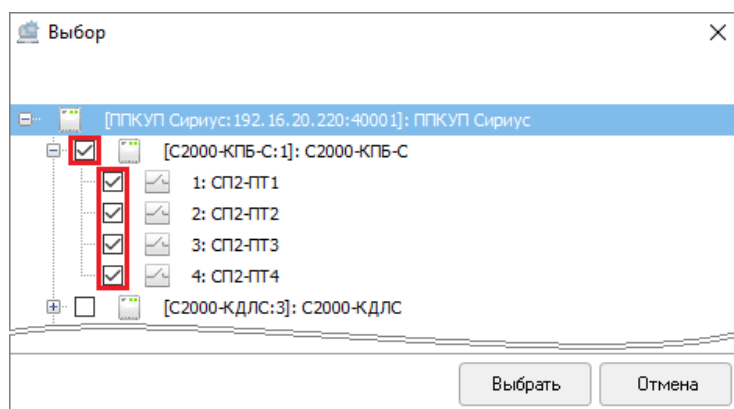 Выбор
[ППКУП Сириус:192.16.20.220:40001]: ППКУП Сириус
[С2000-КПБ-С:1]: С2000-КПБ-С
1: СП2-ПТ1
2: СП2-ПТ2
3: СП2-ПТ3
4: СП2-ПТ4
[С2000-КДЛС:3]: С2000-КДЛС
Выбрать Отмена